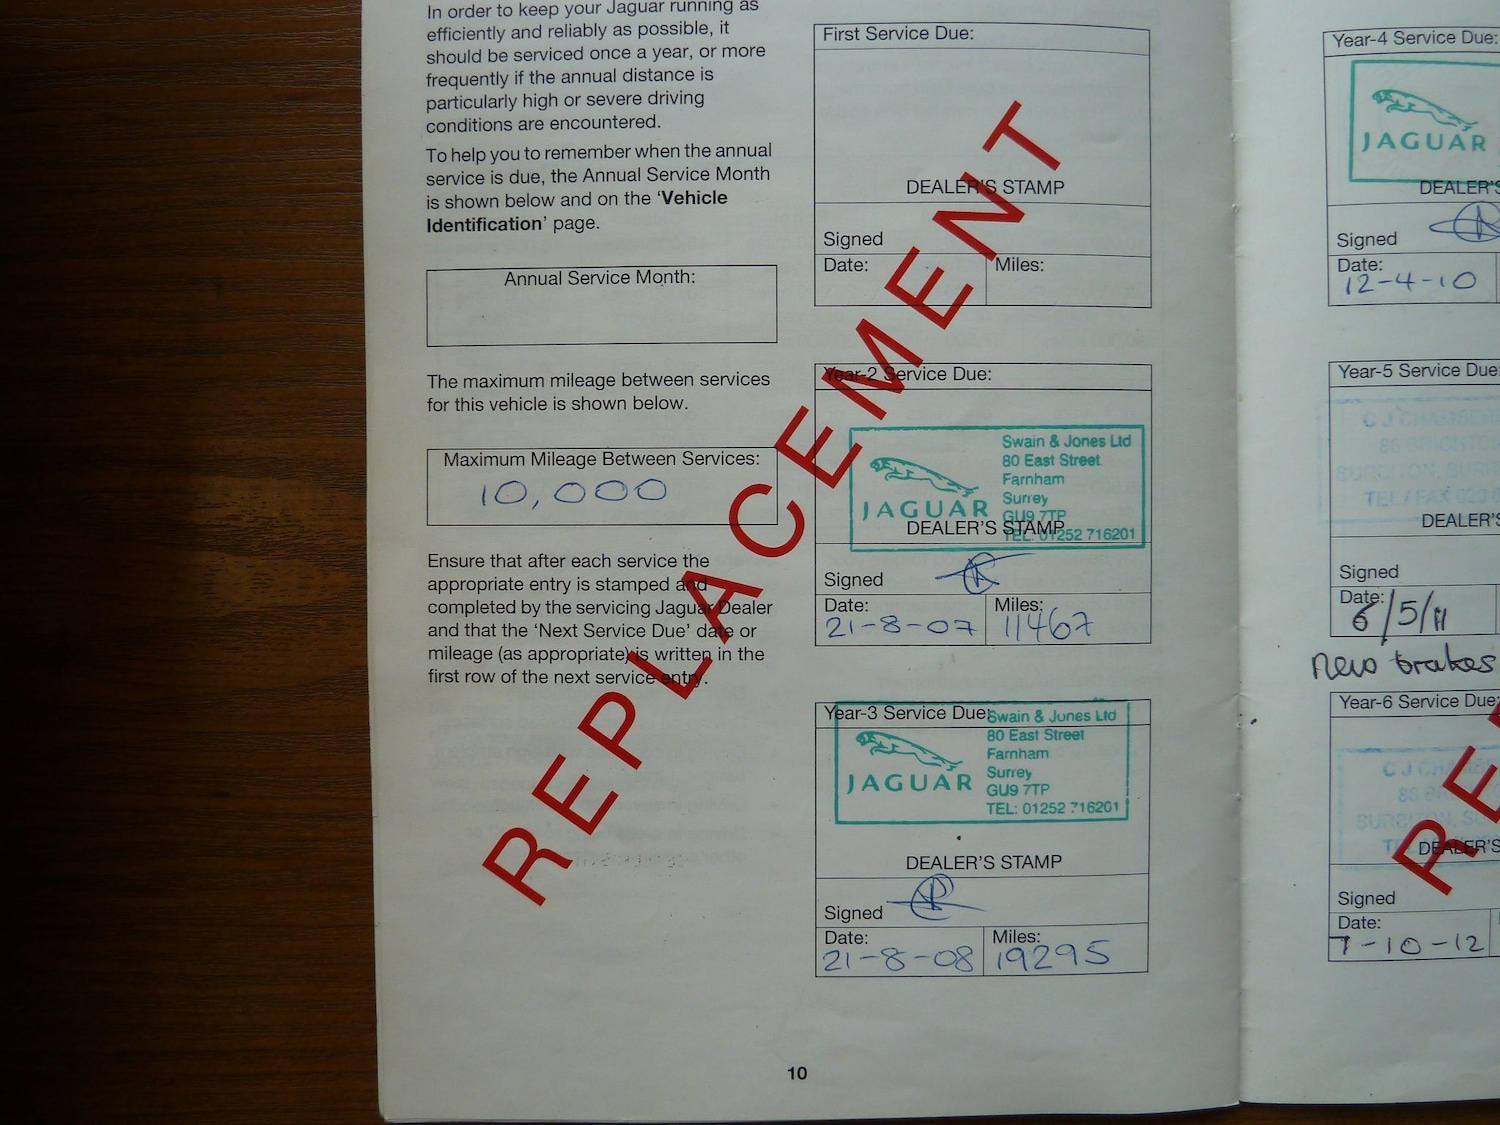 In order to keep your Jaguar running as
efficiently and reliably as possible, it
should be serviced once a year, or more
frequently if the annual distance is
particularly high or severe driving
conditions are encountered.
To help you to remember when the annual
service is due, the Annual Service Month
is shown below and on the ‘Vehicle
Identification’ page.
Annual Service Month:
The maximum mileage between services
for this vehicle is shown below.
Maximum Mileage Between Services:
10,000
Ensure that after each service the
appropriate entry is stamped and
completed by the servicing Jaguar Dealer
and that the ‘Next Service Due’ date or
mileage (as appropriate) is written in the
first row of the next service entry.
REPLACEMENT
First Service Due:
DEALER’S STAMP
Signed
Date:
Miles:
Year-2 Service Due:
JAGUAR
Swain & Jones Ltd
80 East Street
Farnham
Surrey
GU9 7TP
TEL: 01252 716201
DEALER’S STAMP
Signed
Date:
21-8-07
Miles:
11467
Year-3 Service Due:
JAGUAR
Swain & Jones Ltd
80 East Street
Farnham
Surrey
GU9 7TP
TEL: 01252 716201
DEALER’S STAMP
Signed
Date:
21-8-08
Miles:
19295
10
Year-4 Service Due:
JAGUAR
DEALER’S
Signed
Date:
12-4-10
Year-5 Service Due:
C J
SURBITON,
TEL / FAX 020
DEALER’S
Signed
Date:
6/5/11
New brakes
Year-6 Service Due:
C J
DEALER’S
RE
Signed
Date:
7-10-12